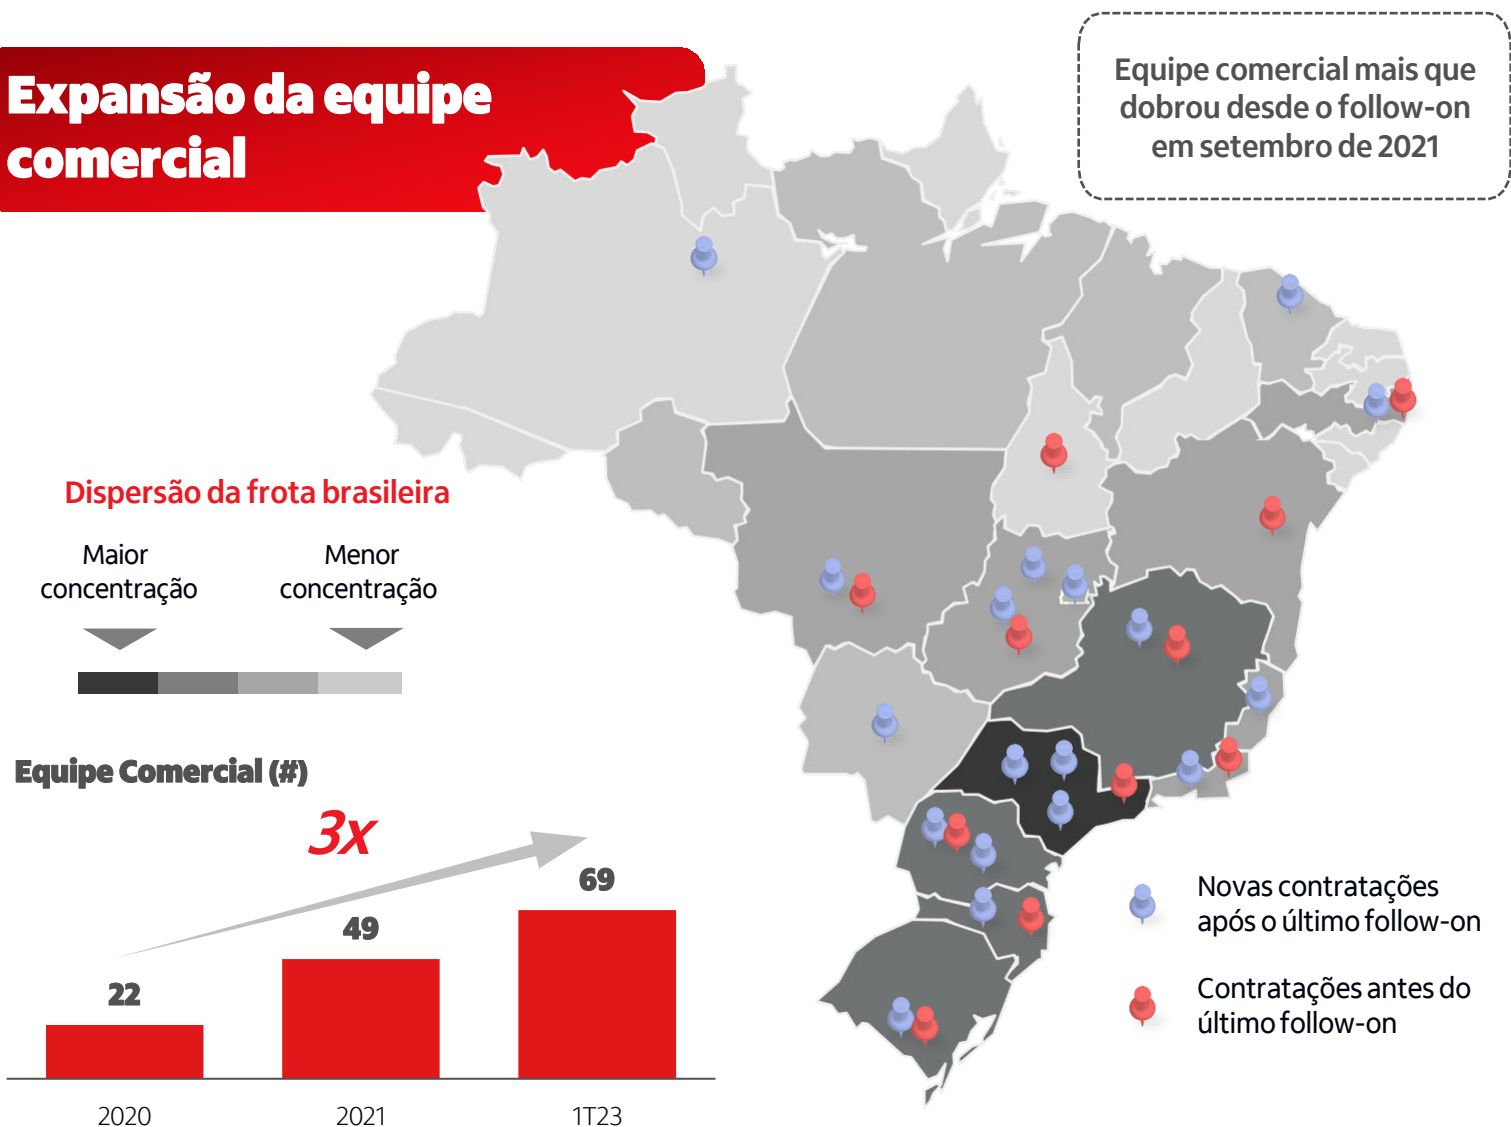 Expansão da equipe
comercial
Equipe comercial mais que
dobrou desde o follow-on
em setembro de 2021
Dispersão da frota brasileira
Maior
concentração
Menor
concentração
Equipe Comercial (#)
3x
22
49
69
2020
2021
1T23
Novas contratações
após o último follow-on
Contratações antes do
último follow-on